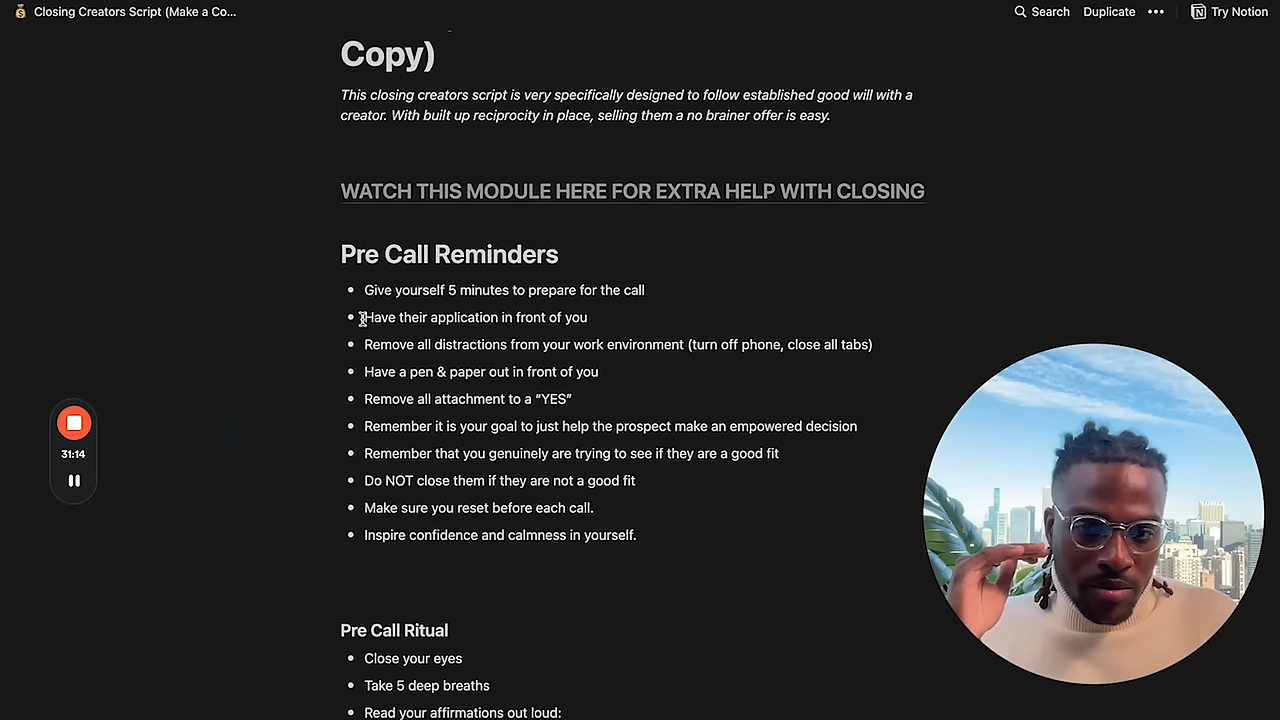 Closing Creators Script (Make a Co...
Search
Duplicate
Try Notion
Copy)
This closing creators script is very specifically designed to follow established good will with a
creator. With built up reciprocity in place, selling them a no brainer offer is easy.
WATCH THIS MODULE HERE FOR EXTRA HELP WITH CLOSING
Pre Call Reminders
Give yourself 5 minutes to prepare for the call
Have their application in front of you
Remove all distractions from your work environment (turn off phone, close all tabs)
Have a pen & paper out in front of you
Remove all attachment to a “YES”
Remember it is your goal to just help the prospect make an empowered decision
Remember that you genuinely are trying to see if they are a good fit
Do NOT close them if they are not a good fit
Make sure you reset before each call.
Inspire confidence and calmness in yourself.
31:14
Pre Call Ritual
Close your eyes
Take 5 deep breaths
Read your affirmations out loud: